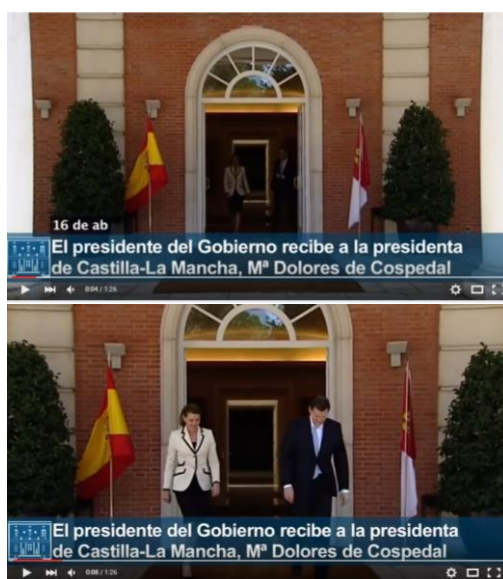 16 de ab
El presidente del Gobierno recibe a la presidenta
de Castilla-La Mancha, Mª Dolores de Cospedal
0:04 / 1:26
El presidente del Gobierno recibe a la presidenta
de Castilla-La Mancha, Mª Dolores de Cospedal
0:08 / 1:26